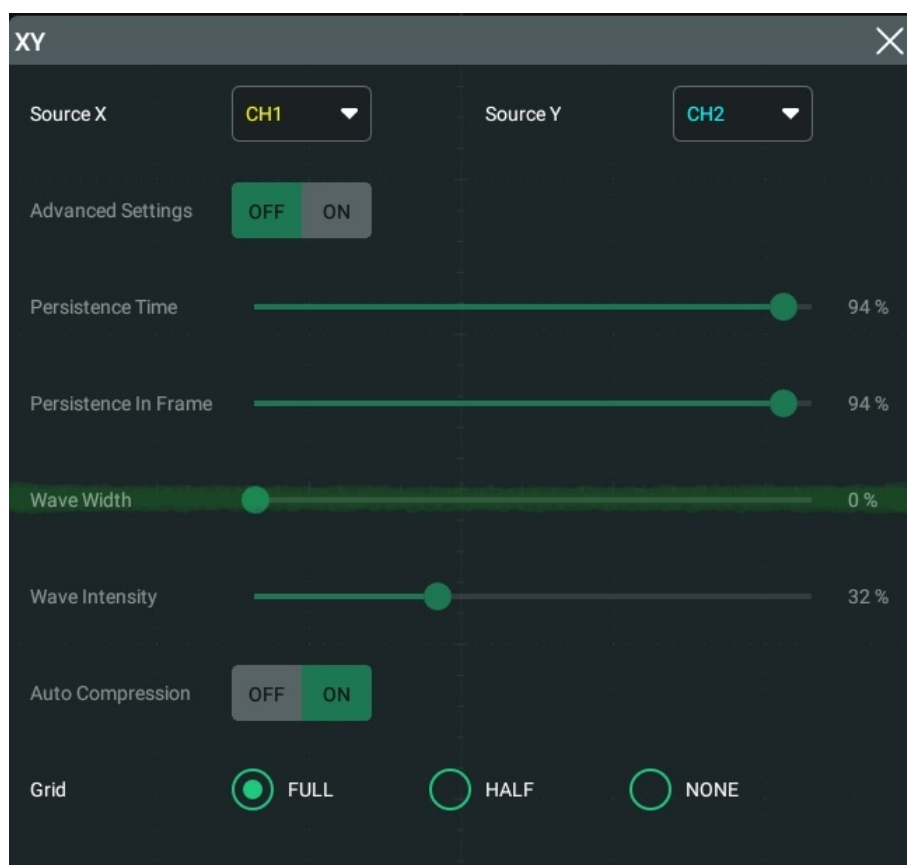 XY
Source X CH1 Source Y CH2
Advanced Settings OFF ON
Persistence Time 94 %
Persistence In Frame 94 %
Wave Width 0 %
Wave Intensity 32 %
Auto Compression OFF ON
Grid FULL HALF NONE